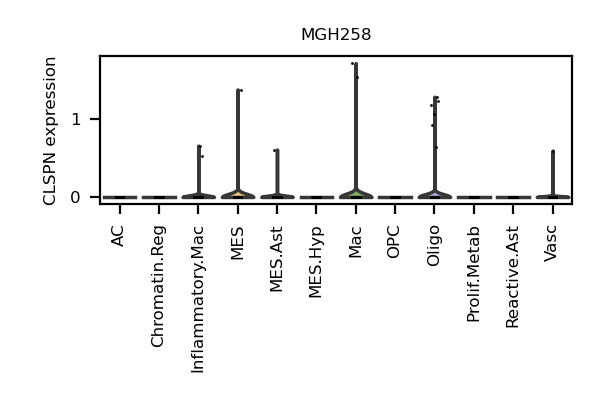 MGH258
CLSPN expression
1
0
AC
Chromatin.Reg
Inflammatory.Mac
MES
MES.Ast
MES.Hyp
Mac
OPC
Oligo
Prolif.Metab
Reactive.Ast
Vasc